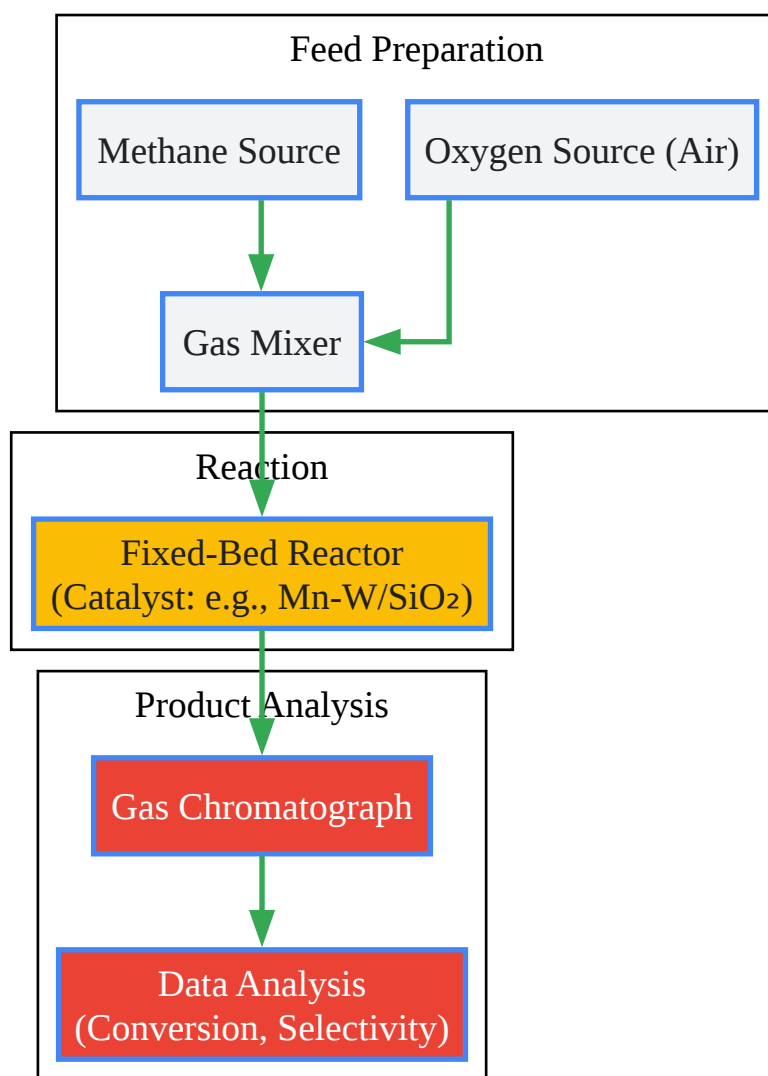 Feed Preparation
Methane Source
Oxygen Source (Air)
Gas Mixer
Reaction
Fixed-Bed Reactor
(Catalyst: e.g., Mn-W/SiO₂)
Product Analysis
Gas Chromatograph
Data Analysis
(Conversion, Selectivity)